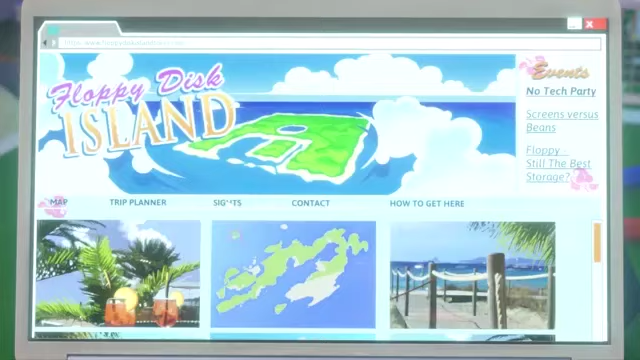 Floppy Disk
ISLAND
Events
No Tech Party
Screens versus
Beans
Floppy -
Still The Best
Storage?
MAP
TRIP PLANNER
SIGHTS
CONTACT
HOW TO GET HERE